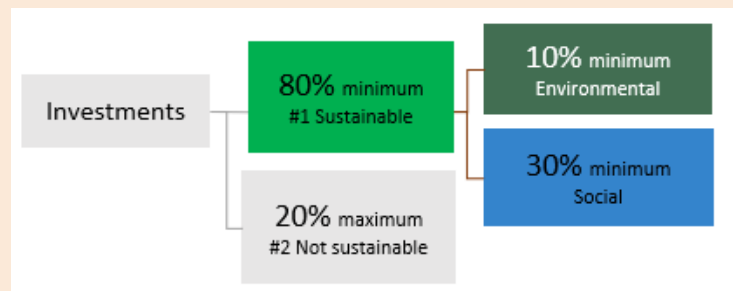 Investments
80% minimum
#1 Sustainable
20% maximum
#2 Not sustainable
10% minimum
Environmental
30% minimum
Social